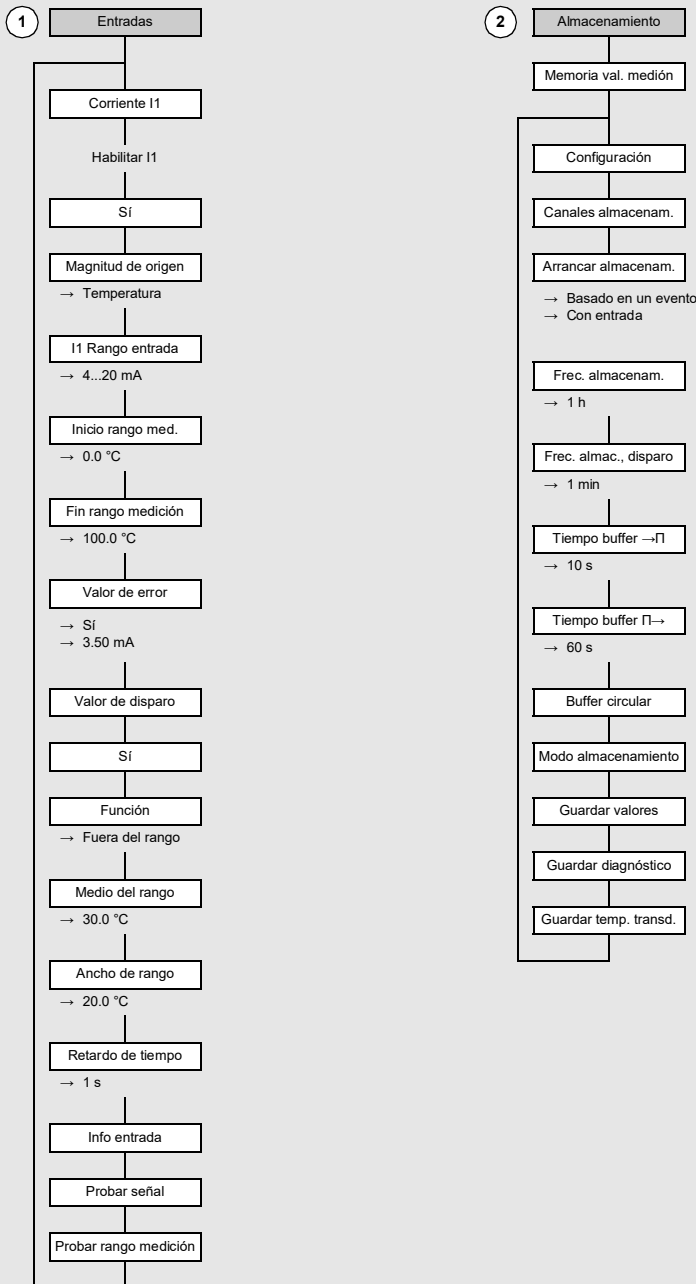 1
Entradas
Corriente I1
Habilitar I1
Sí
Magnitud de origen
→ Temperatura
I1 Rango entrada
→ 4...20 mA
Inicio rango med.
→ 0.0 °C
Fin rango medición
→ 100.0 °C
Valor de error
→ Sí
→ 3.50 mA
Valor de disparo
Sí
Función
→ Fuera del rango
Medio del rango
→ 30.0 °C
Ancho de rango
→ 20.0 °C
Retardo de tiempo
→ 1 s
Info entrada
Probar señal
Probar rango medición
2
Almacenamiento
Memoria val. medión
Configuración
Canales almacenam.
Arrancar almacenam.
→ Basado en un evento
→ Con entrada
Frec. almacenam.
→ 1 h
Frec. almac., disparo
→ 1 min
Tiempo buffer →Π
→ 10 s
Tiempo buffer Π→
→ 60 s
Buffer circular
Modo almacenamiento
Guardar valores
Guardar diagnóstico
Guardar temp. transd.